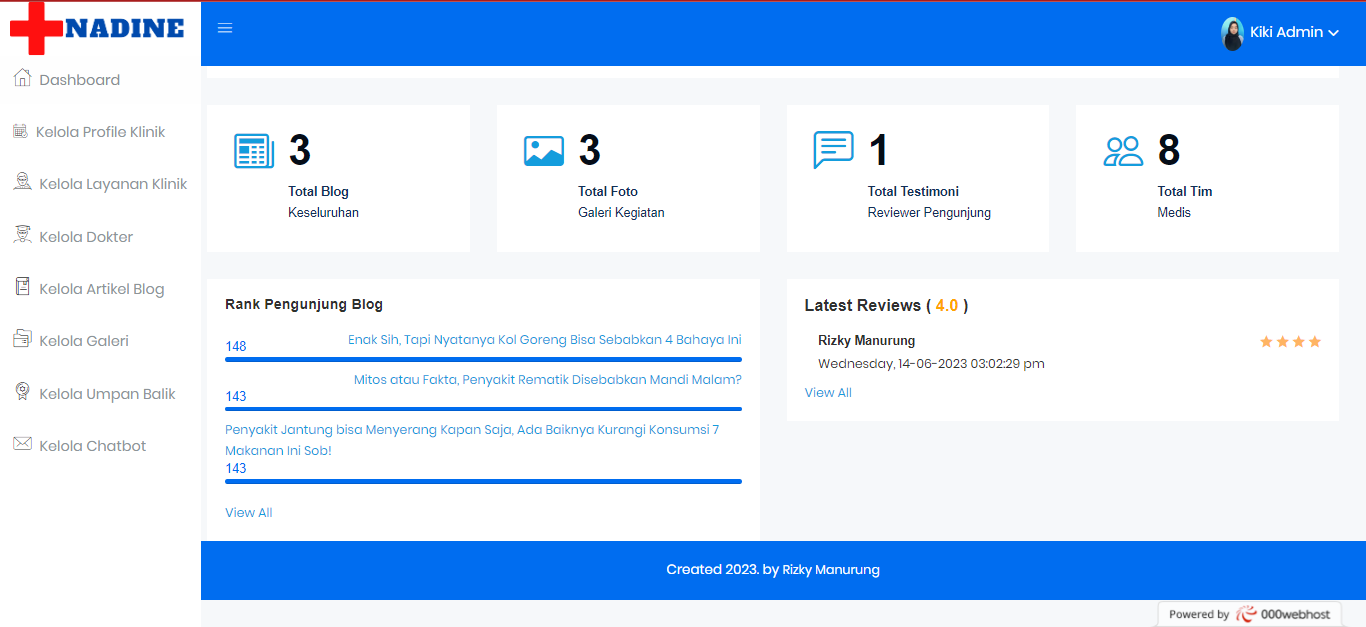 NADINE
Kiki Admin
Dashboard
Kelola Profile Klinik
Kelola Layanan Klinik
Kelola Dokter
Kelola Artikel Blog
Kelola Galeri
Kelola Umpan Balik
Kelola Chatbot
3
Total Blog
Keseluruhan
3
Total Foto
Galeri Kegiatan
1
Total Testimoni
Reviewer Pengunjung
8
Total Tim
Medis
Rank Pengunjung Blog
148
Enak Sih, Tapi Nyatanya Kol Goreng Bisa Sebabkan 4 Bahaya Ini
Mitos atau Fakta, Penyakit Rematik Disebabkan Mandi Malam?
143
Penyakit Jantung bisa Menyerang Kapan Saja, Ada Baiknya Kurangi Konsumsi 7
Makanan Ini Sob!
143
View All
Latest Reviews ( 4.0 )
Rizky Manurung
Wednesday, 14-06-2023 03:02:29 pm
View All
Created 2023. by Rizky Manurung
Powered by 000webhost